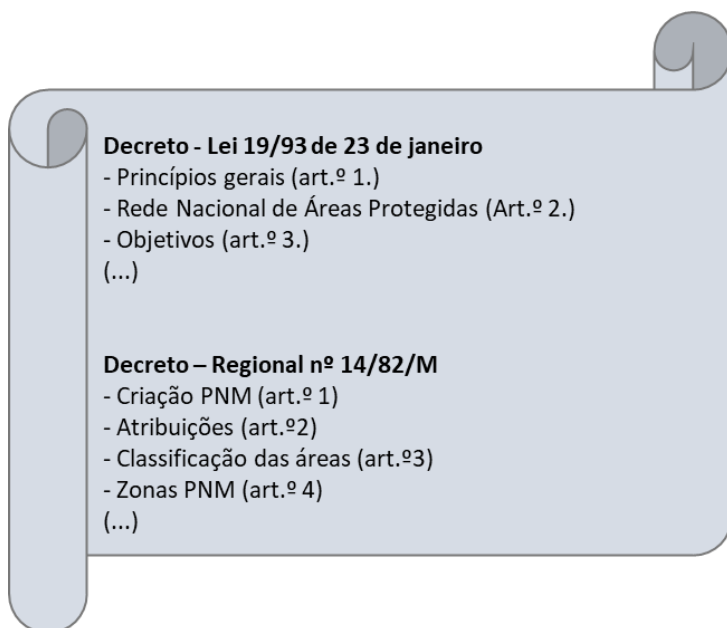 Decreto - Lei 19/93 de 23 de janeiro
- Princípios gerais (art.º 1.)
- Rede Nacional de Áreas Protegidas (Art.º 2.)
- Objetivos (art.º 3.)
(...)
Decreto – Regional nº 14/82/M
- Criação PNM (art.º 1)
- Atribuições (art.º2)
- Classificação das áreas (art.º3)
- Zonas PNM (art.º 4)
(...)